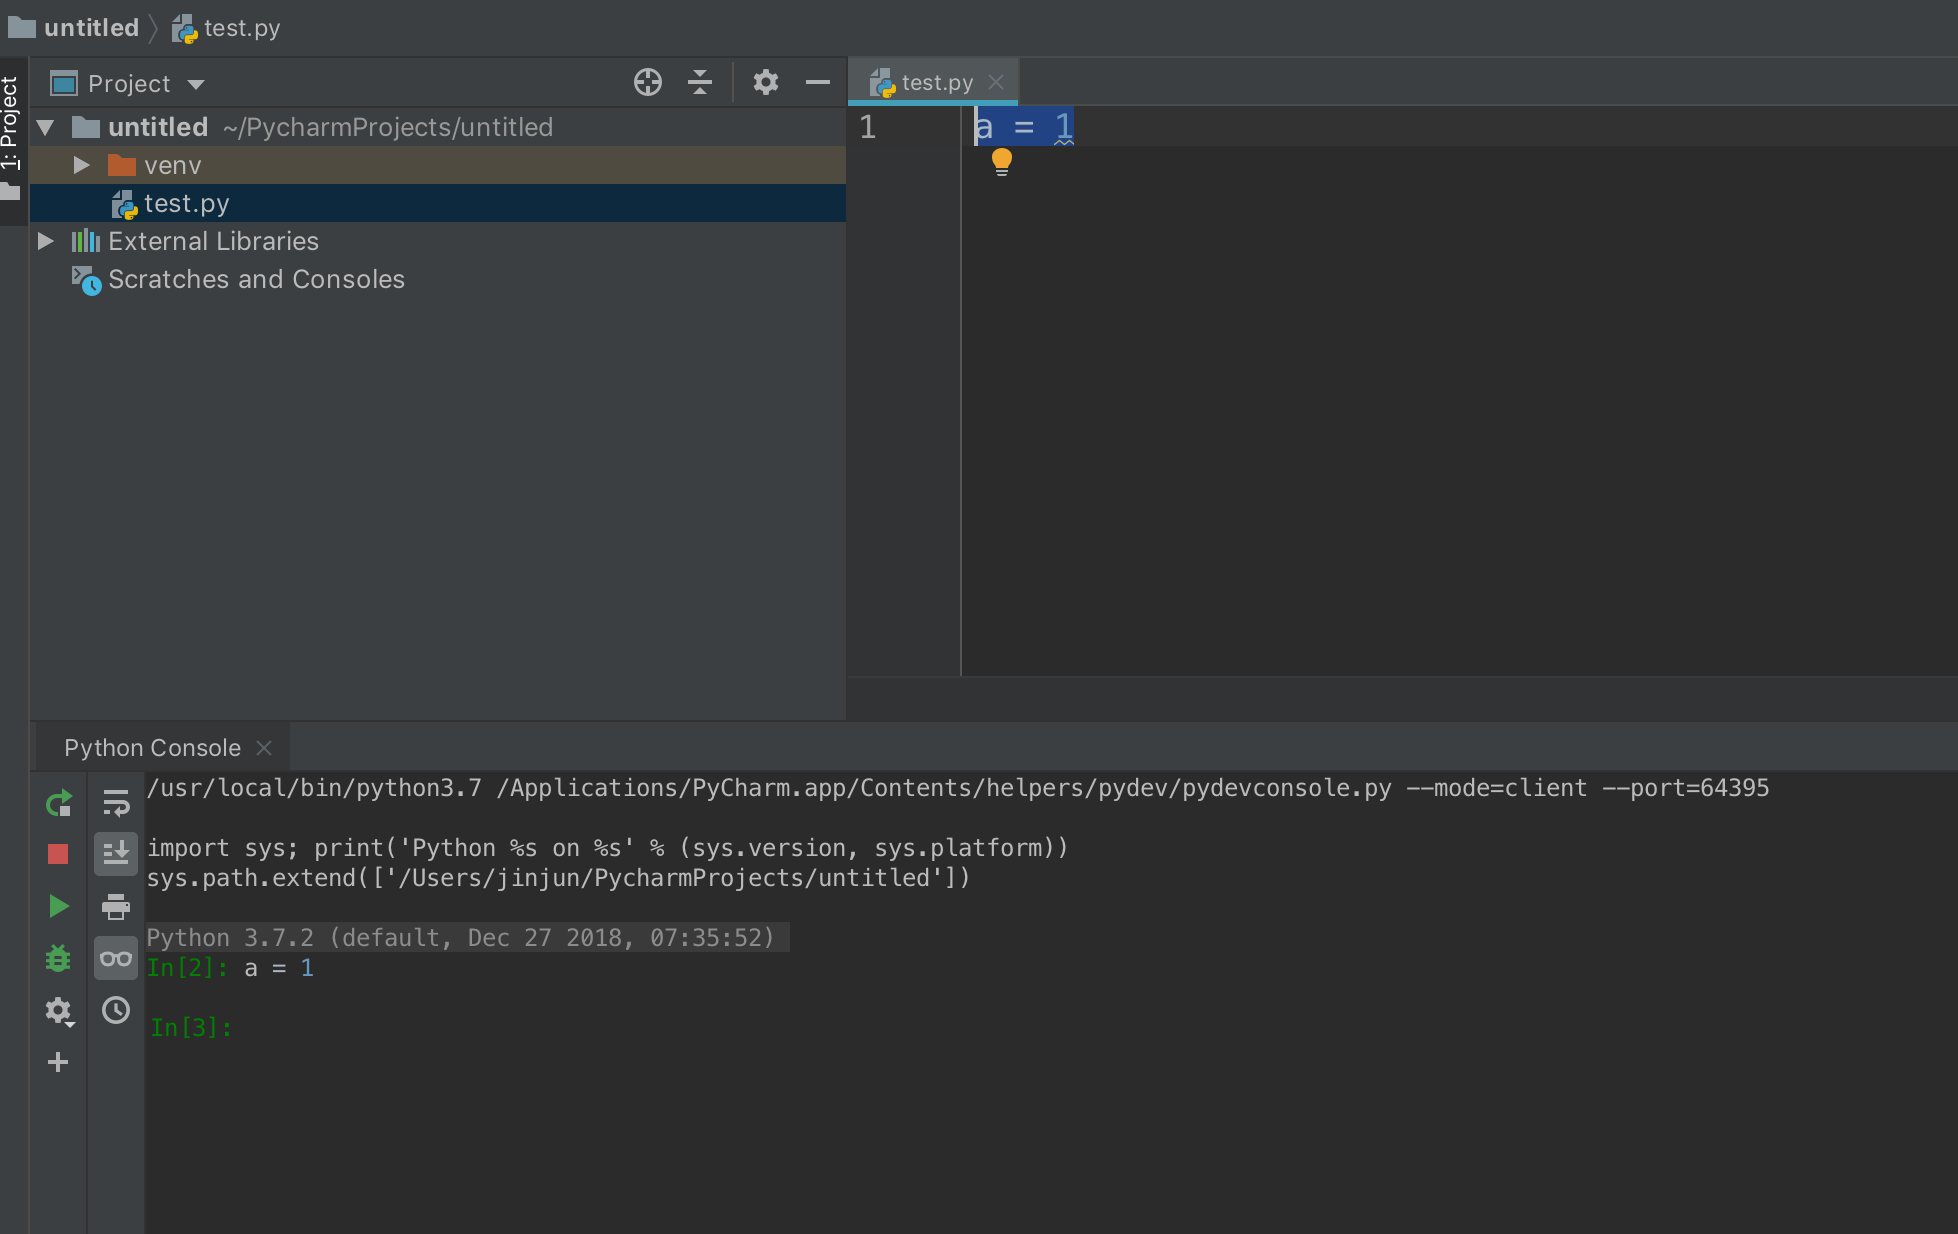 untitled test.py
1: Project
Project
untitled ~/PycharmProjects/untitled
venv
test.py
External Libraries
Scratches and Consoles
test.py
1 a = 1
Python Console
/usr/local/bin/python3.7 /Applications/PyCharm.app/Contents/helpers/pydev/pydevconsole.py --mode=client --port=64395
import sys; print('Python %s on %s' % (sys.version, sys.platform))
sys.path.extend(['/Users/jinjun/PycharmProjects/untitled'])
Python 3.7.2 (default, Dec 27 2018, 07:35:52)
In[2]: a = 1
In[3]: